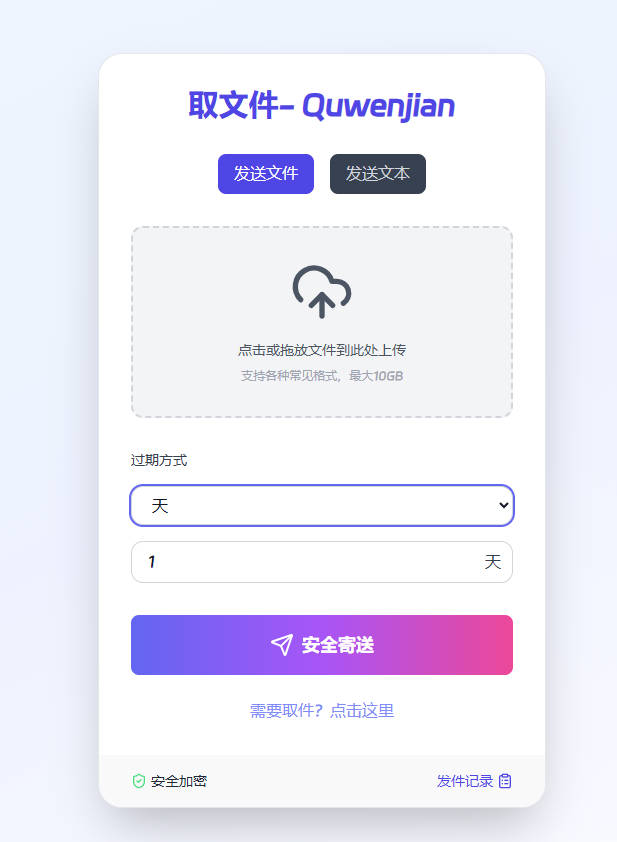 取文件- Quwenjian
发送文件 发送文本
点击或拖放文件到此处上传
支持各种常见格式，最大10GB
过期方式
天
1 天
安全寄送
需要取件？点击这里
安全加密 发件记录